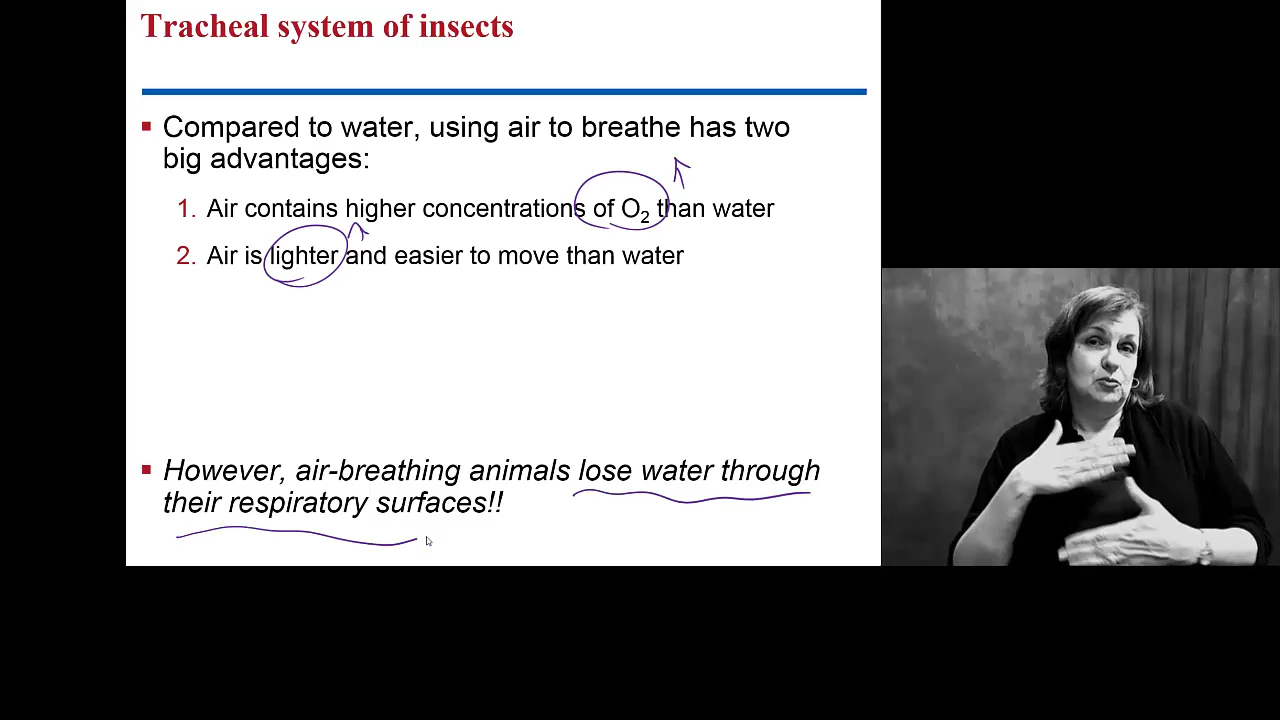 Tracheal system of insects
▪ Compared to water, using air to breathe has two
big advantages:
1. Air contains higher concentrations of O₂ than water
2. Air is lighter and easier to move than water
▪ However, air-breathing animals lose water through
their respiratory surfaces!!